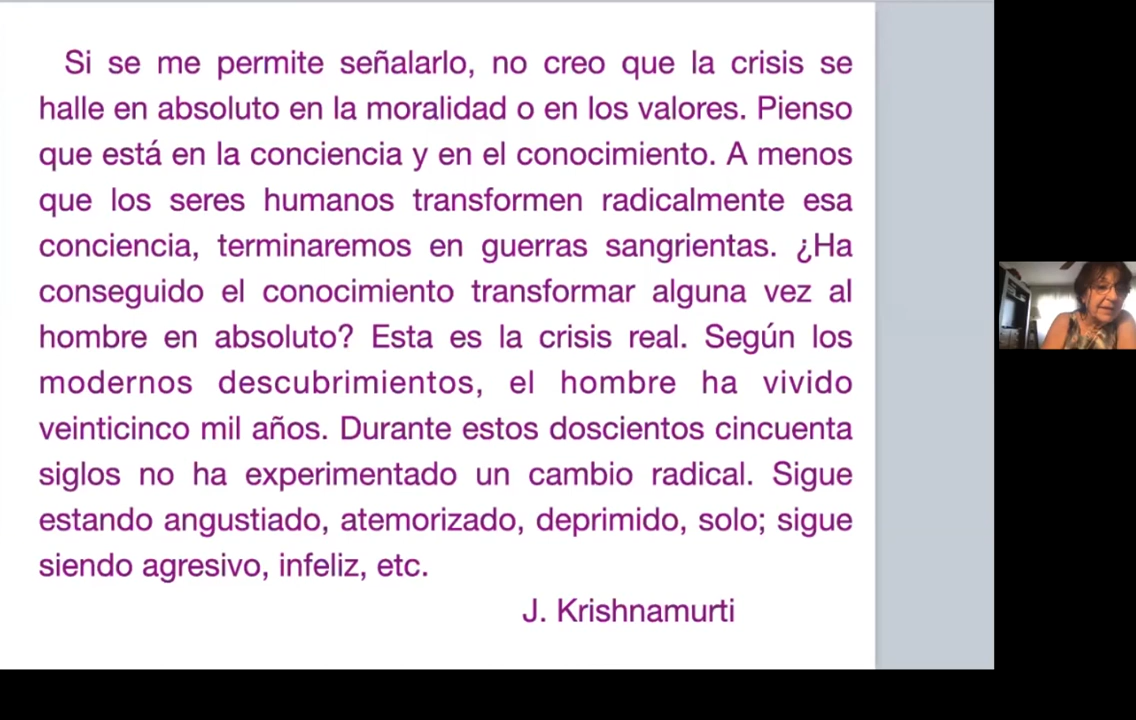 Si se me permite señalarlo, no creo que la crisis se
halle en absoluto en la moralidad o en los valores. Pienso
que está en la conciencia y en el conocimiento. A menos
que los seres humanos transformen radicalmente esa
conciencia, terminaremos en guerras sangrientas. ¿Ha
conseguido el conocimiento transformar alguna vez al
hombre en absoluto? Esta es la crisis real. Según los
modernos descubrimientos, el hombre ha vivido
veinticinco mil años. Durante estos doscientos cincuenta
siglos no ha experimentado un cambio radical. Sigue
estando angustiado, atemorizado, deprimido, solo; sigue
siendo agresivo, infeliz, etc.
J. Krishnamurti